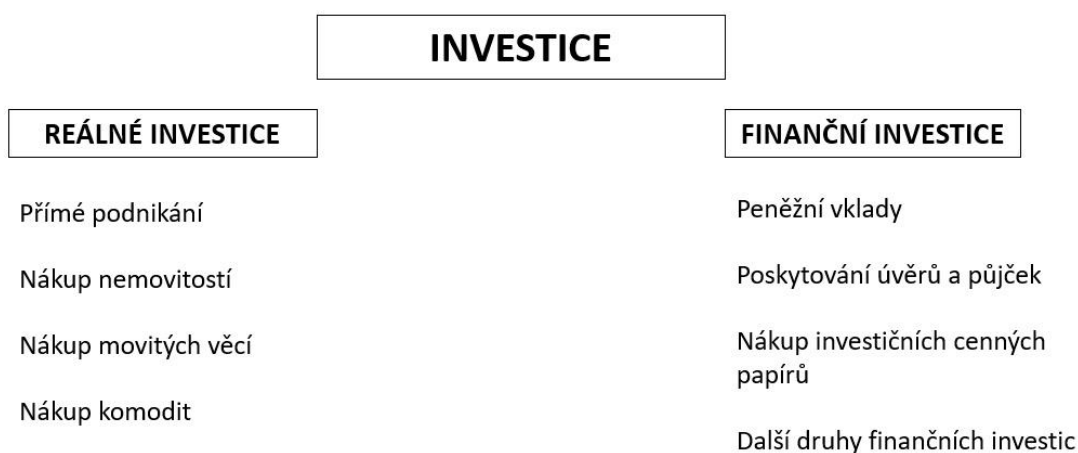 INVESTICE
REÁLNÉ INVESTICE
Přímé podnikání
Nákup nemovitostí
Nákup movitých věcí
Nákup komodit
FINANČNÍ INVESTICE
Peněžní vklady
Poskytování úvěrů a půjček
Nákup investičních cenných
papírů
Další druhy finančních investic